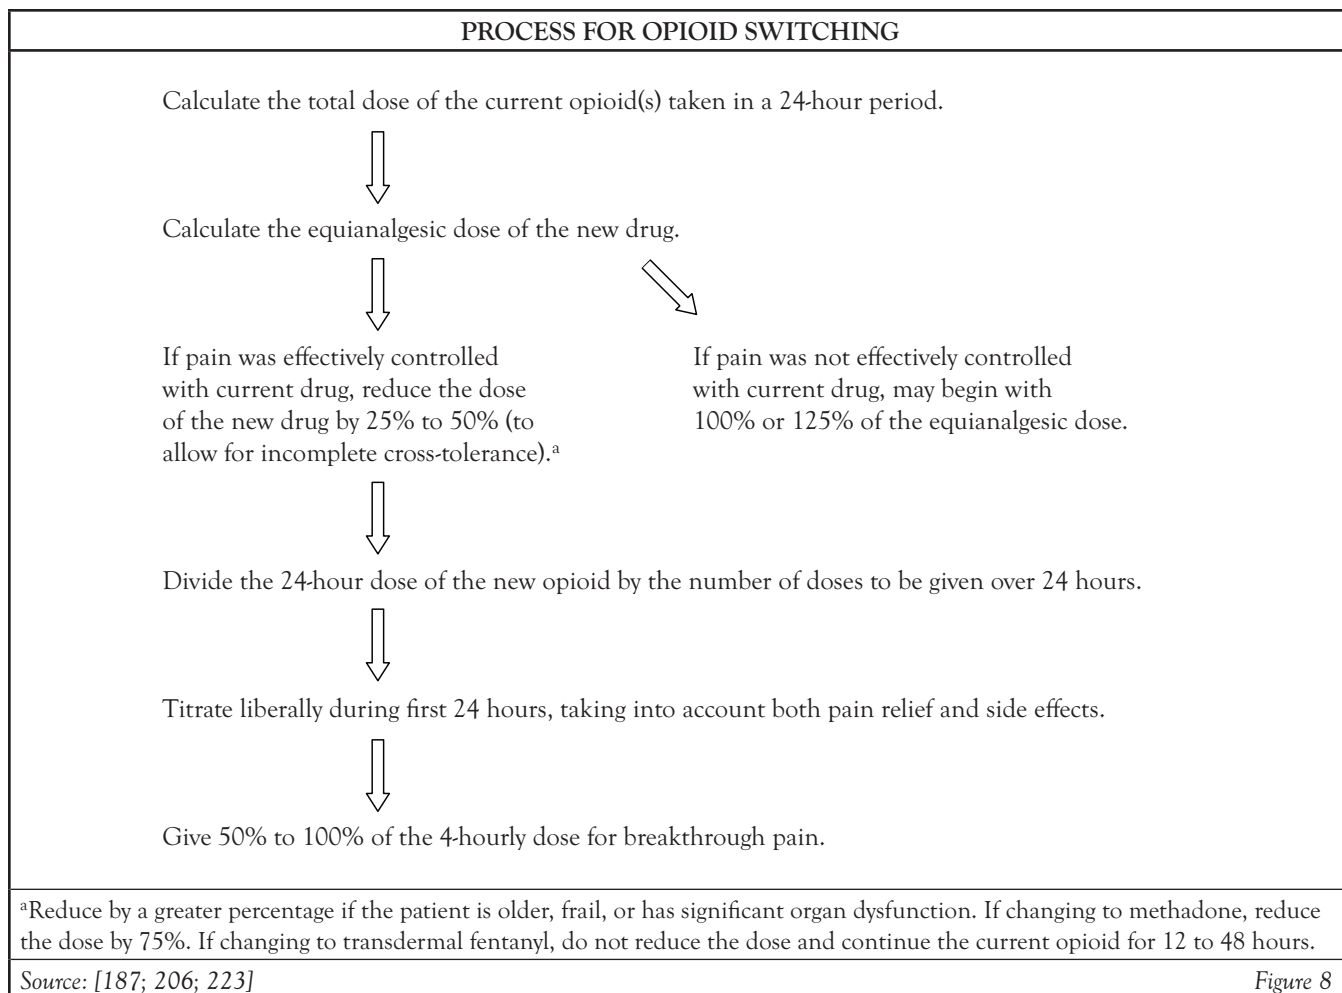 PROCESS FOR OPIOID SWITCHING
Calculate the total dose of the current opioid(s) taken in a 24-hour period.
Calculate the equianalgesic dose of the new drug.
If pain was effectively controlled
with current drug, reduce the dose
of the new drug by 25% to 50% (to
allow for incomplete cross-tolerance).ᵃ
If pain was not effectively controlled
with current drug, may begin with
100% or 125% of the equianalgesic dose.
Divide the 24-hour dose of the new opioid by the number of doses to be given over 24 hours.
Titrate liberally during first 24 hours, taking into account both pain relief and side effects.
Give 50% to 100% of the 4-hourly dose for breakthrough pain.
ᵃReduce by a greater percentage if the patient is older, frail, or has significant organ dysfunction. If changing to methadone, reduce
the dose by 75%. If changing to transdermal fentanyl, do not reduce the dose and continue the current opioid for 12 to 48 hours.
Source: [187; 206; 223]
Figure 8